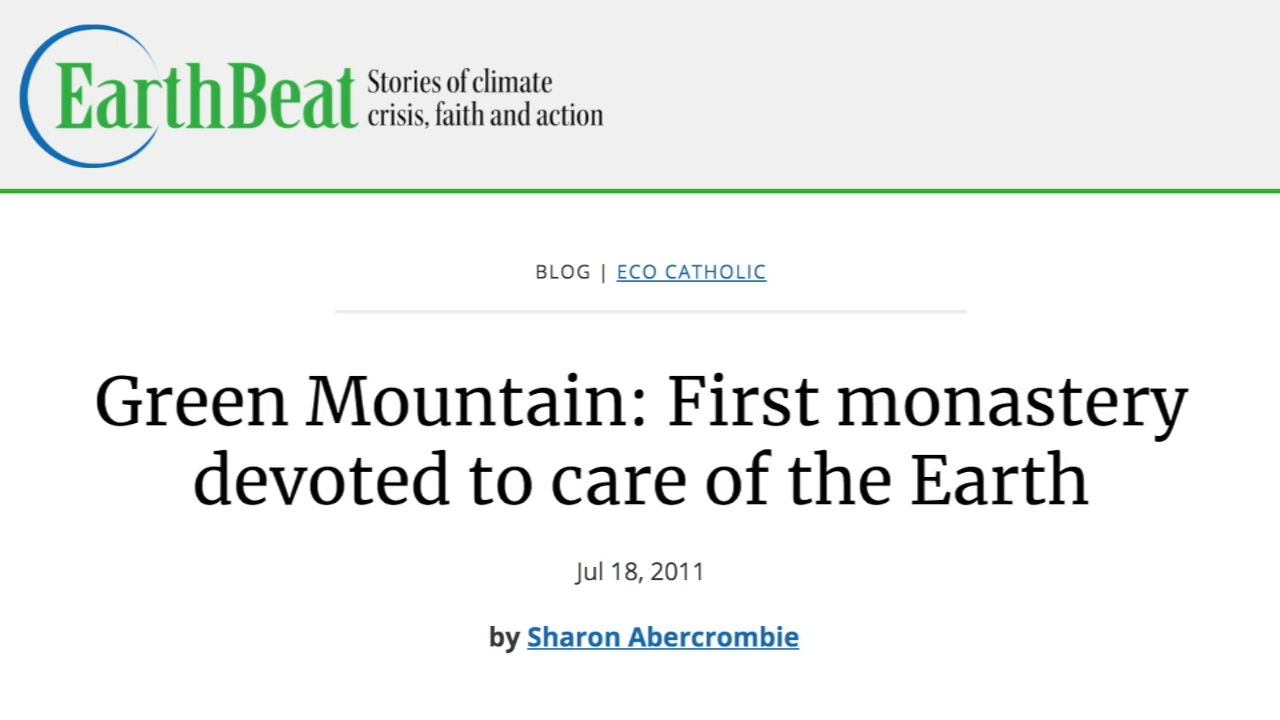 EarthBeat
Stories of climate
crisis, faith and action
BLOG | ECO CATHOLIC
Green Mountain: First monastery
devoted to care of the Earth
Jul 18, 2011
by Sharon Abercrombie